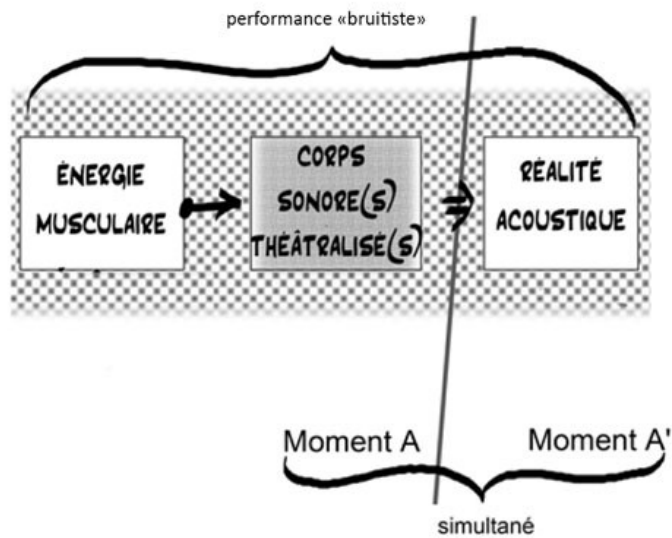 performance «bruitiste»
ÉNERGIE
MUSCULAIRE
CORPS
SONORE(S)
THÉÂTRALISÉ(S)
RÉALITÉ
ACOUSTIQUE
Moment A
Moment A'
simultané